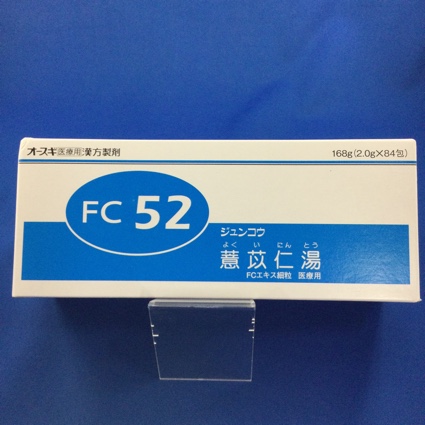 オースギ医療用漢方製剤
168g(2.0g×84包)
FC 52
ジュンコウ
よくいにんとう
薏苡仁湯
FCエキス細粒 医療用